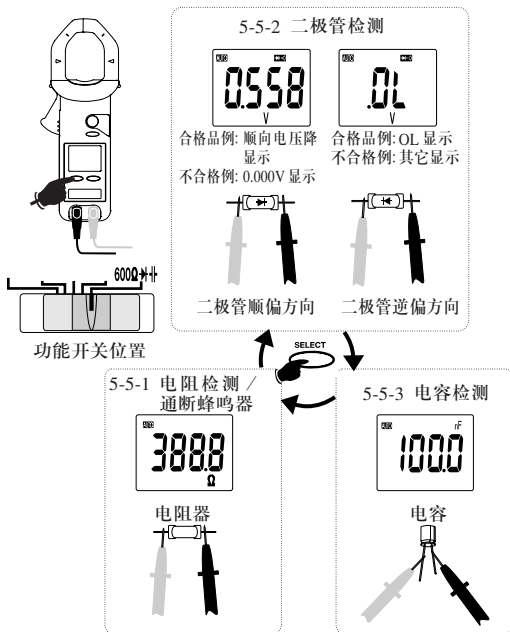 5-5-2 二极管检测
AUTO
0.558
V
AUTO
.OL
V
合格品例: 顺向电压降
显示
不合格例: 0.000V 显示
合格品例: OL 显示
不合格例: 其它显示
二极管顺偏方向
二极管逆偏方向
600Ω
功能开关位置
SELECT
5-5-1 电阻检测 /
通断蜂鸣器
AUTO
388.8
Ω
电阻器
5-5-3 电容检测
AUTO
nF
100.0
电容